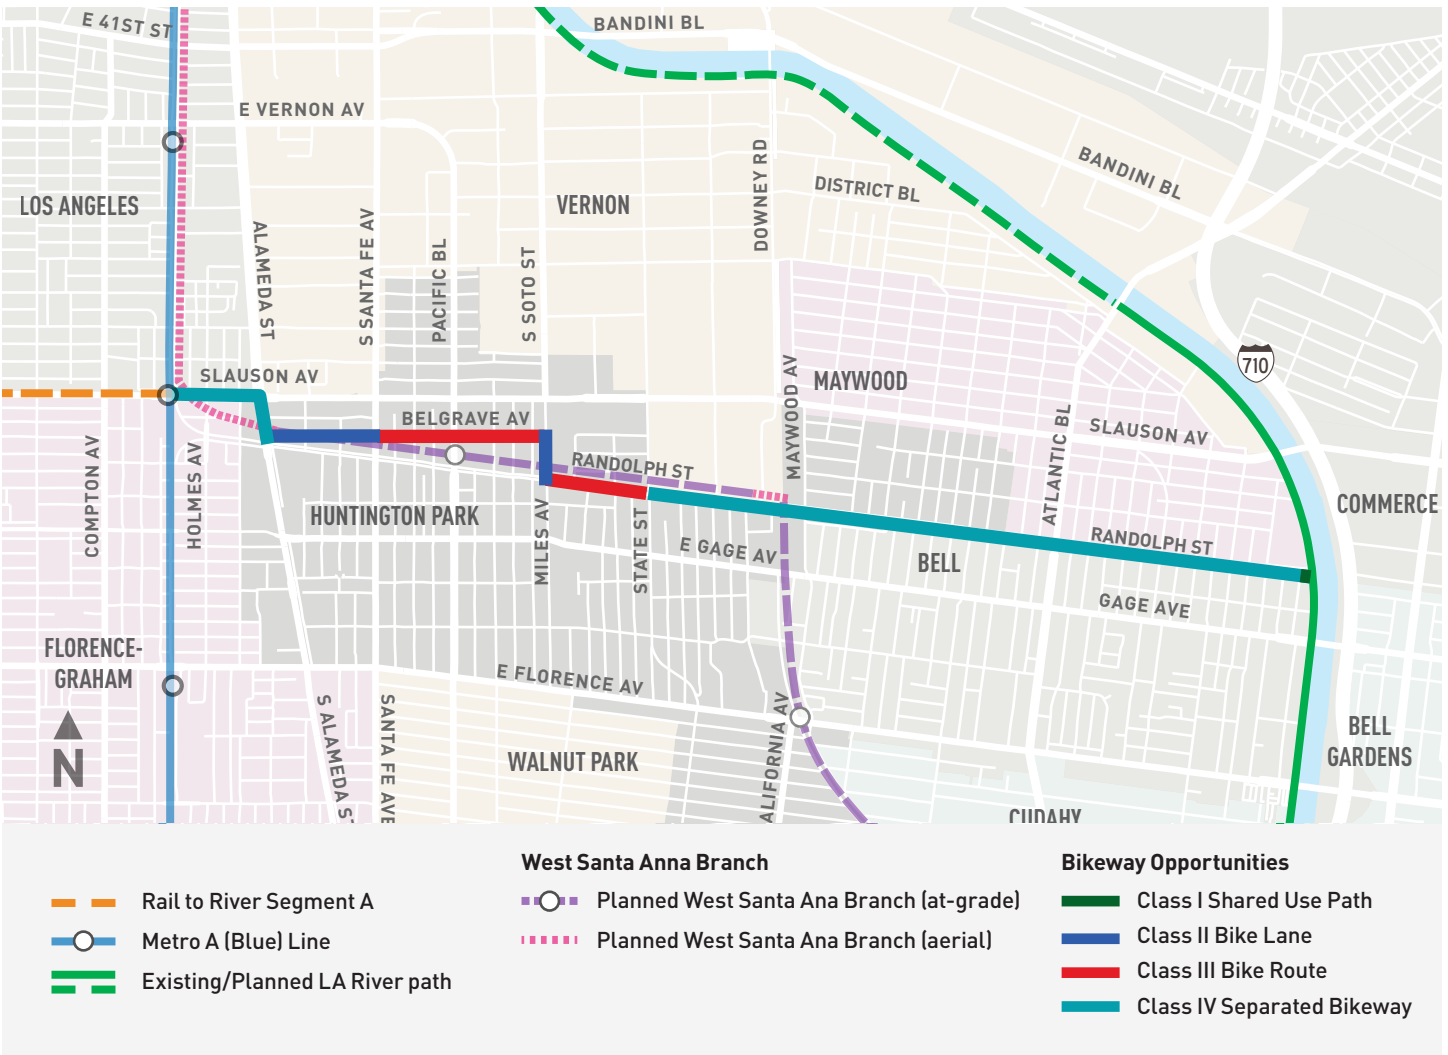 E 41ST ST
BANDINI BL
E VERNON AV
BANDINI BL
DISTRICT BL
DOWNEY RD
LOS ANGELES
VERNON
ALAMEDA ST
S SANTA FE AV
PACIFIC BL
S SOTO ST
710
SLAUSON AV
MAYWOOD AV
MAYWOOD
BELGRAVE AV
SLAUSON AV
ATLANTIC BL
RANDOLPH ST
COMPTON AV
HOLMES AV
HUNTINGTON PARK
MILES AV
STATE ST
E GAGE AV
BELL
RANDOLPH ST
COMMERCE
GAGE AVE
FLORENCE-
GRAHAM
E FLORENCE AV
S ALAMEDA ST
SANTA FE AVE
WALNUT PARK
ALIFORNIA AV
BELL
GARDENS
N
CUDAHY
Rail to River Segment A
Metro A (Blue) Line
Existing/Planned LA River path
West Santa Anna Branch
Planned West Santa Ana Branch (at-grade)
Planned West Santa Ana Branch (aerial)
Bikeway Opportunities
Class I Shared Use Path
Class II Bike Lane
Class III Bike Route
Class IV Separated Bikeway